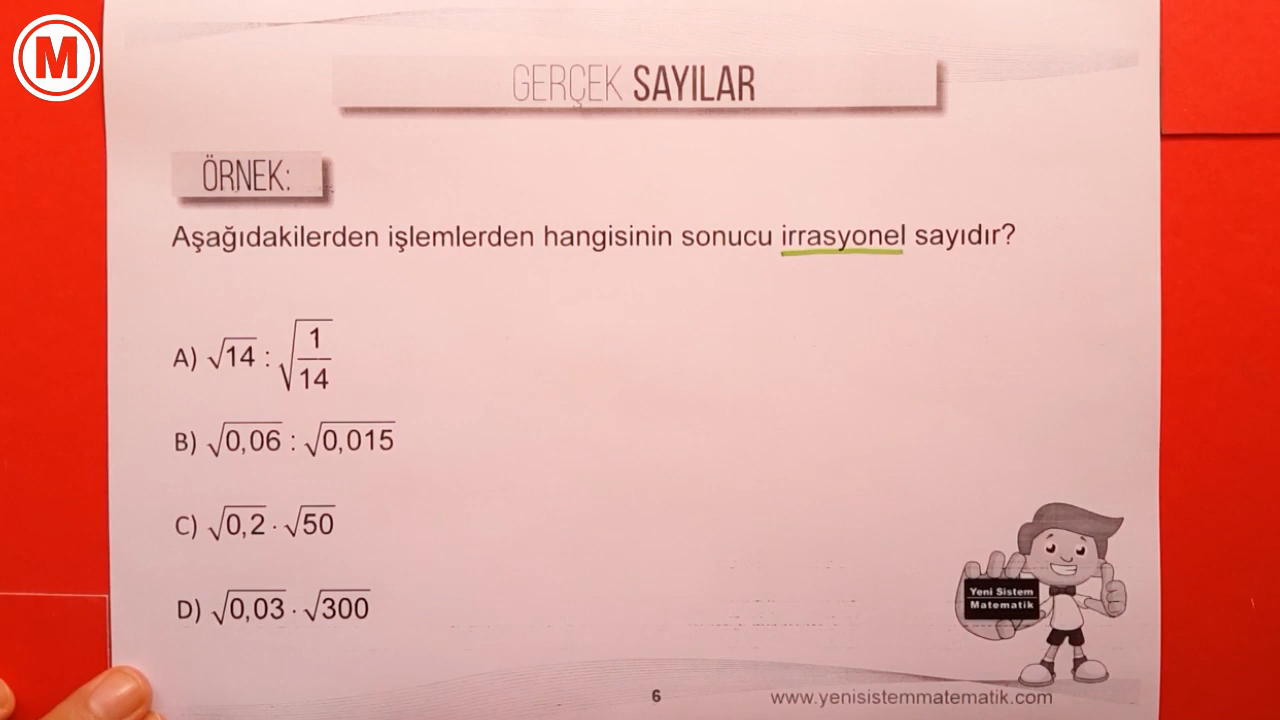 M
GERÇEK SAYILAR
ÖRNEK:
Aşağıdakilerden işlemlerden hangisinin sonucu irrasyonel sayıdır?
A) √14 : √(1/14)
B) √0,06 : √0,015
C) √0,2 · √50
D) √0,03 · √300
Yeni Sistem
Matematik
6
www.yenisistemmatematik.com